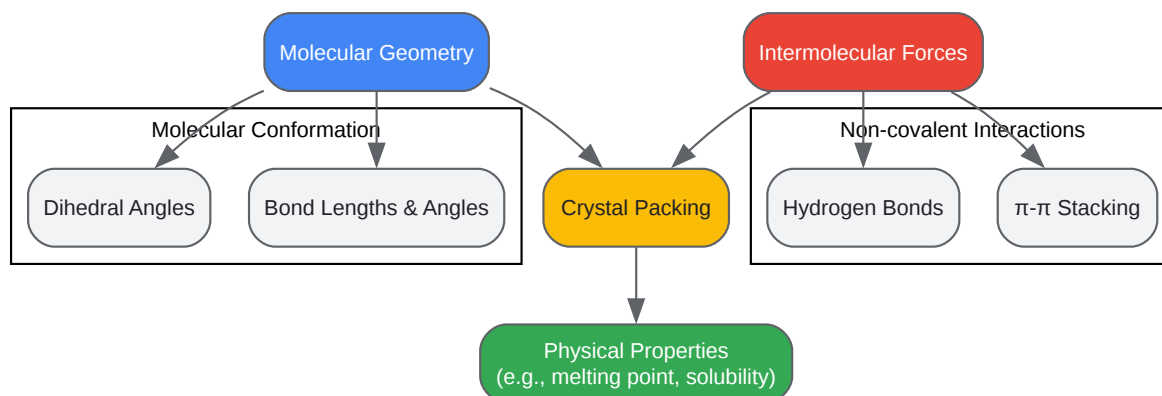 Molecular Geometry
Intermolecular Forces
Molecular Conformation
Non-covalent Interactions
Dihedral Angles
Bond Lengths & Angles
Crystal Packing
Hydrogen Bonds
π-π Stacking
Physical Properties
(e.g., melting point, solubility)